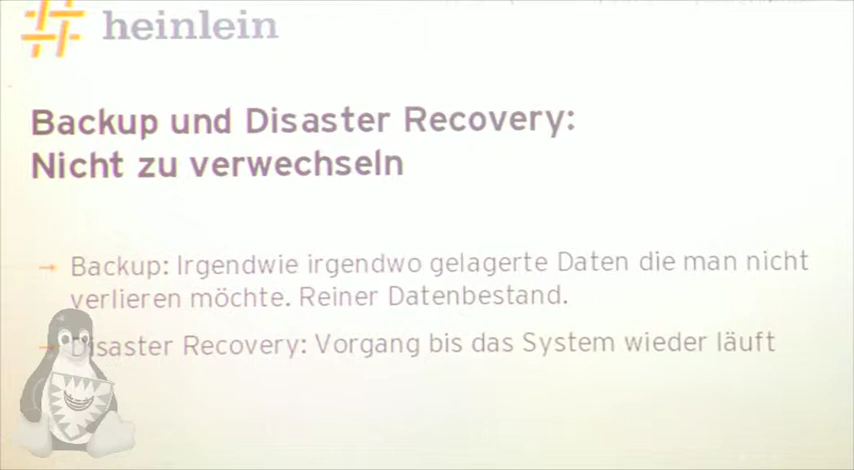 heinlein
Backup und Disaster Recovery:
Nicht zu verwechseln
→ Backup: Irgendwie irgendwo gelagerte Daten die man nicht
verlieren möchte. Reiner Datenbestand.
→ Disaster Recovery: Vorgang bis das System wieder läuft